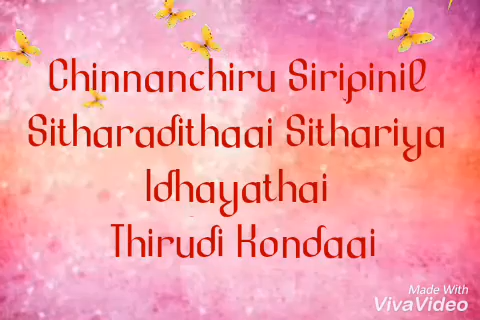 Chinnanchiru Siripinil
Sitharadithaai Sithariya
Idhayathai
Thirudi Kondaai
Made With
VivaVideo